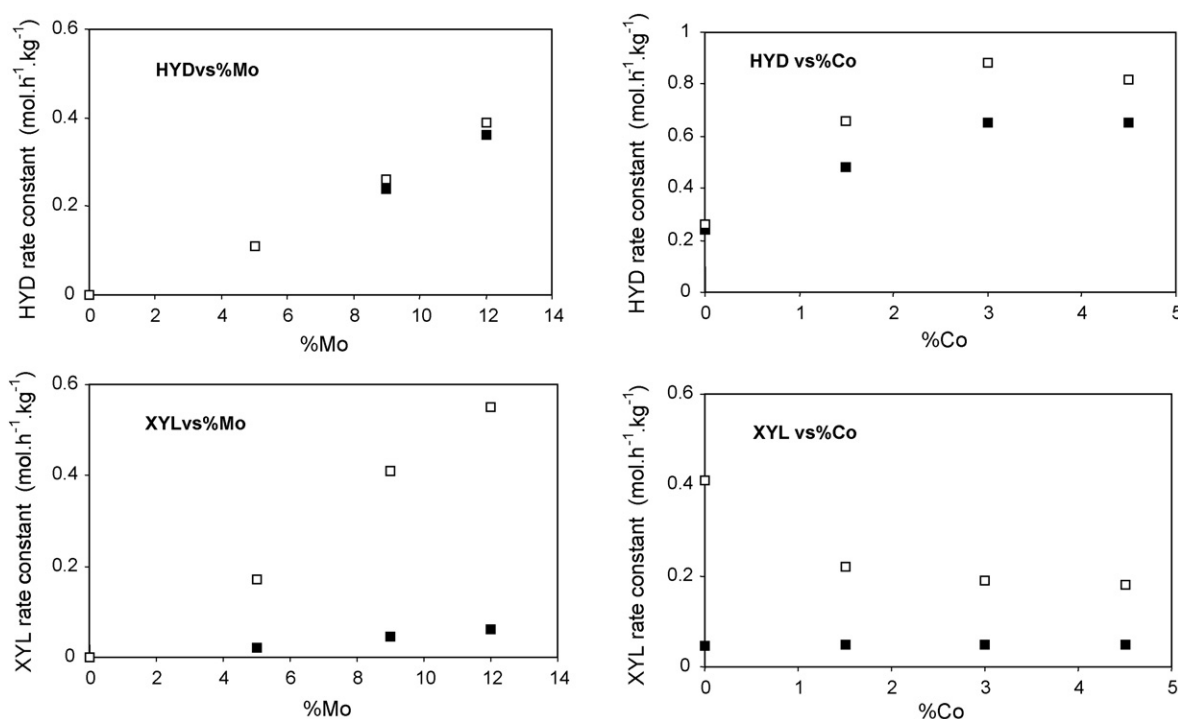 HYD rate constant (mol.h⁻¹.kg⁻¹)
0.6
0.4
0.2
0
HYDvs%Mo
0 2 4 6 8 10 12 14
%Mo
HYD rate constant (mol.h⁻¹.kg⁻¹)
1
0.8
0.6
0.4
0.2
0
HYD vs%Co
0 1 2 3 4 5
%Co
XYL rate constant (mol.h⁻¹.kg⁻¹)
0.6
0.4
0.2
0
XYLvs%Mo
0 2 4 6 8 10 12 14
%Mo
XYL rate constant (mol.h⁻¹.kg⁻¹)
0.6
0.4
0.2
0
XYL vs%Co
0 1 2 3 4 5
%Co